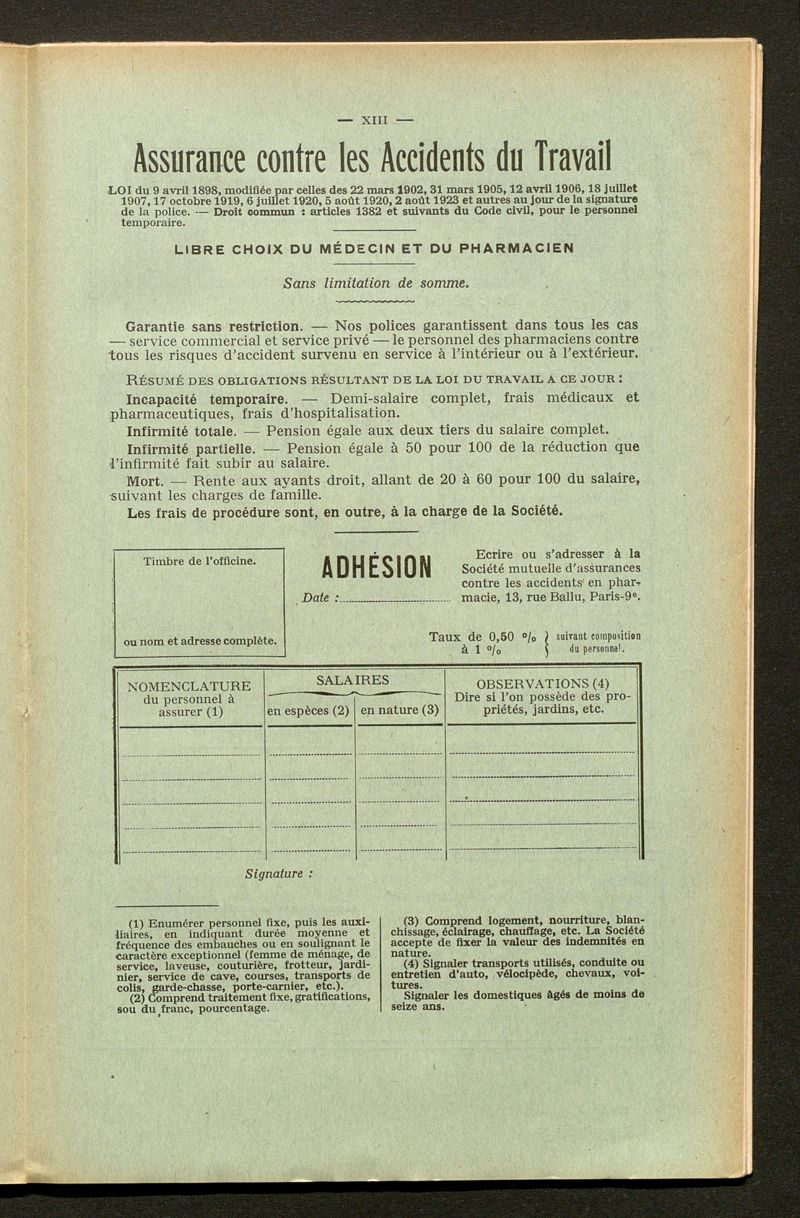 — XIII —
Assurance contre les Accidents du Travail
LOI du 9 avril 1898, modifiée par celles des 22 mars 1902, 31 mars 1905, 12 avril 1906, 18 juillet
1907, 17 octobre 1919, 6 juillet 1920, 5 août 1920, 2 août 1923 et autres au jour de la signature
de la police. — Droit commun : articles 1382 et suivants du Code civil, pour le personnel
temporaire.
LIBRE CHOIX DU MÉDECIN ET DU PHARMACIEN
Sans limitation de somme.
Garantie sans restriction. — Nos polices garantissent dans tous les cas
— service commercial et service privé — le personnel des pharmaciens contre
tous les risques d'accident survenu en service à l'intérieur ou à l'extérieur.
RÉSUMÉ DES OBLIGATIONS RÉSULTANT DE LA LOI DU TRAVAIL A CE JOUR :
Incapacité temporaire. — Demi-salaire complet, frais médicaux et
pharmaceutiques, frais d'hospitalisation.
Infirmité totale. — Pension égale aux deux tiers du salaire complet.
Infirmité partielle. — Pension égale à 50 pour 100 de la réduction que
l'infirmité fait subir au salaire.
Mort. — Rente aux ayants droit, allant de 20 à 60 pour 100 du salaire,
suivant les charges de famille.
Les frais de procédure sont, en outre, à la charge de la Société.
Timbre de l'officine.
ou nom et adresse complète.
ADHÉSION
Date :
Ecrire ou s'adresser à la
Société mutuelle d'assurances
contre les accidents en phar-
macie, 13, rue Ballu, Paris-9e.
Taux de 0,50 % } suivant composition
à 1 % } du personnel.
NOMENCLATURE
du personnel à
assurer (1)
SALAIRES
en espèces (2)
en nature (3)
OBSERVATIONS (4)
Dire si l'on possède des pro-
priétés, jardins, etc.
Signature :
(1) Enumérer personnel fixe, puis les auxi-
liaires, en indiquant durée moyenne et
fréquence des embauches ou en soulignant le
caractère exceptionnel (femme de ménage, de
service, laveuse, couturière, frotteur, jardi-
nier, service de cave, courses, transports de
colis, garde-chasse, porte-carnier, etc.).
(2) Comprend traitement fixe, gratifications,
sou du franc, pourcentage.
(3) Comprend logement, nourriture, blan-
chissage, éclairage, chauffage, etc. La Société
accepte de fixer la valeur des indemnités en
nature.
(4) Signaler transports utilisés, conduite ou
entretien d'auto, vélocipède, chevaux, voi-
tures.
Signaler les domestiques âgés de moins de
seize ans.